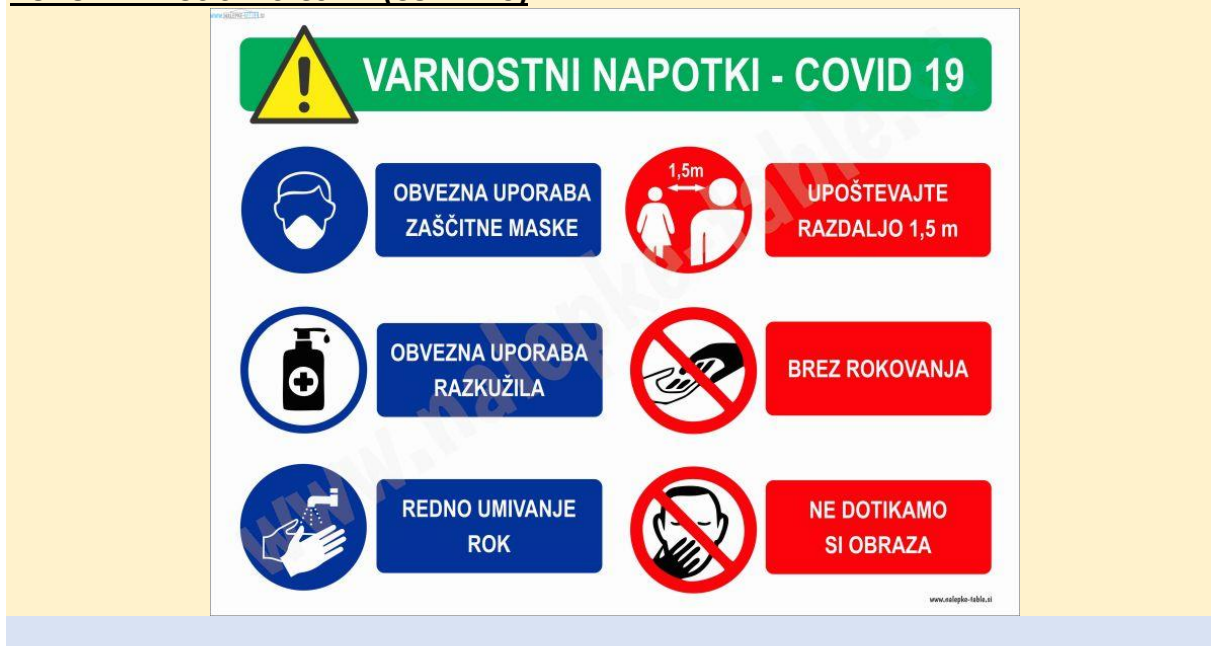 www.nalepke-table.si
VARNOSTNI NAPOTKI - COVID 19
OBVEZNA UPORABA
ZAŠČITNE MASKE
1,5m
UPOŠTEVAJTE
RAZDALJO 1,5 m
OBVEZNA UPORABA
RAZKUŽILA
BREZ ROKOVANJA
REDNO UMIVANJE
ROK
NE DOTIKAMO
SI OBRAZA
www.nalepke-table.si